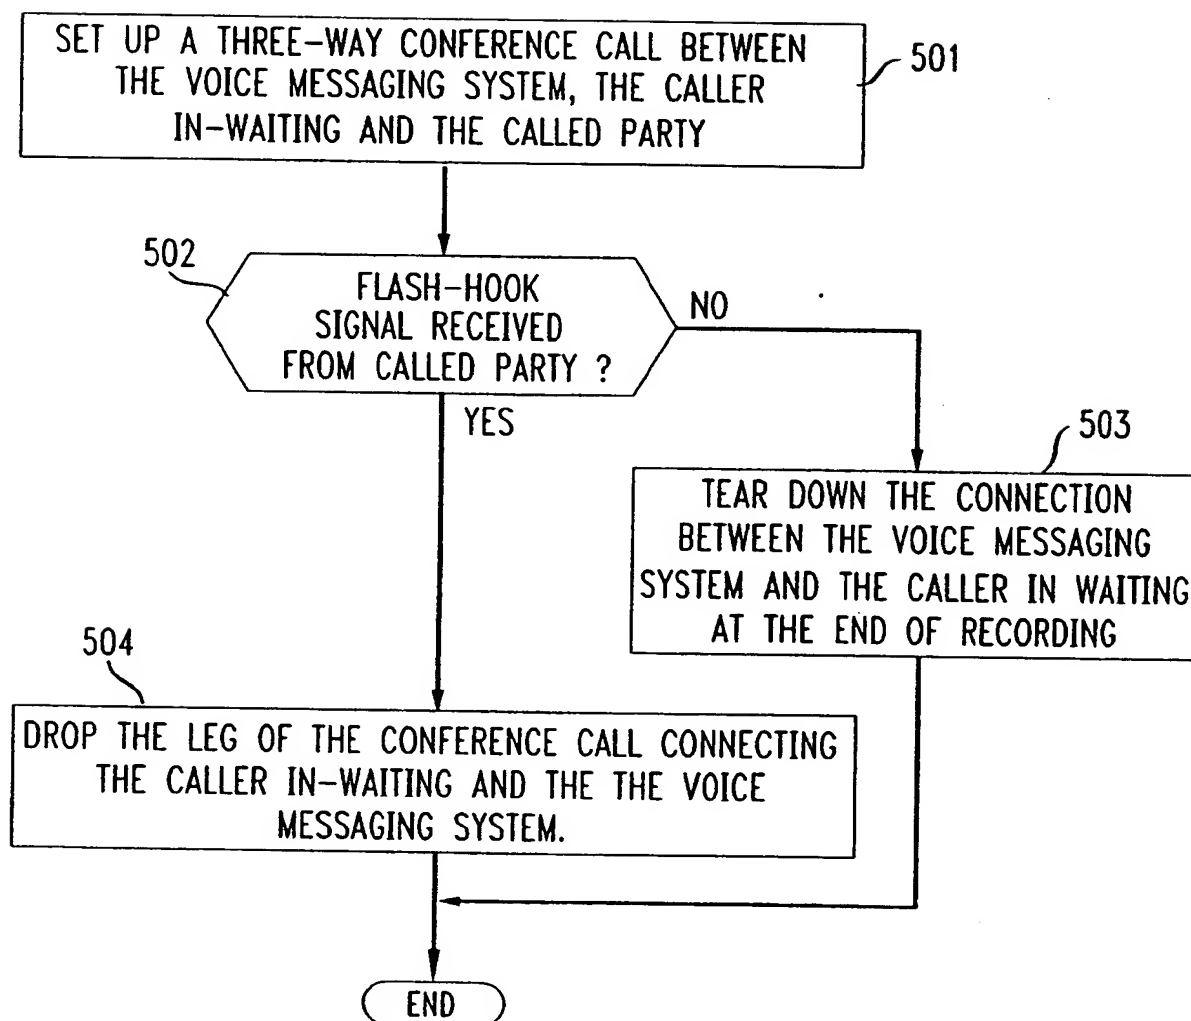 SET UP A THREE-WAY CONFERENCE CALL BETWEEN
THE VOICE MESSAGING SYSTEM, THE CALLER
IN-WAITING AND THE CALLED PARTY
501
502
FLASH-HOOK
SIGNAL RECEIVED
FROM CALLED PARTY ?
NO
YES
503
TEAR DOWN THE CONNECTION
BETWEEN THE VOICE MESSAGING
SYSTEM AND THE CALLER IN WAITING
AT THE END OF RECORDING
504
DROP THE LEG OF THE CONFERENCE CALL CONNECTING
THE CALLER IN-WAITING AND THE THE VOICE
MESSAGING SYSTEM.
END